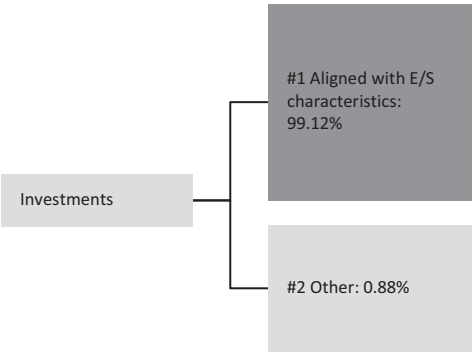 Investments
#1 Aligned with E/S
characteristics:
99.12%
#2 Other: 0.88%